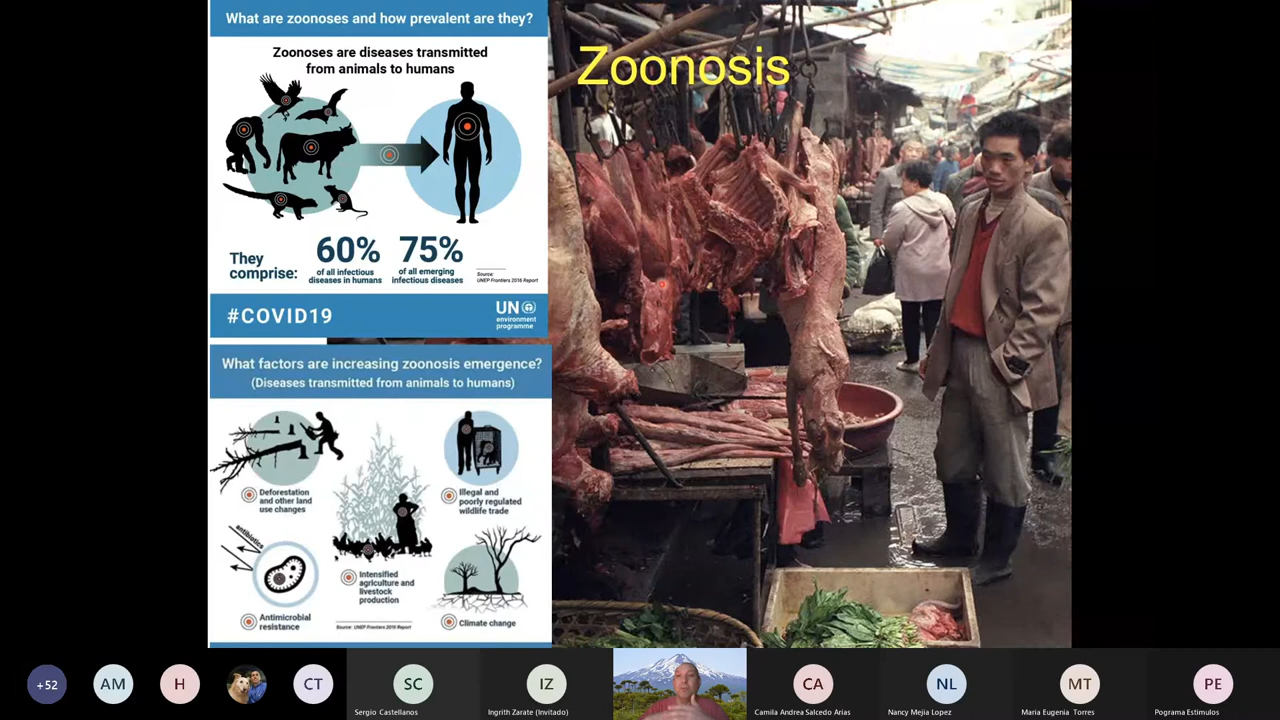 What are zoonoses and how prevalent are they?
Zoonoses are diseases transmitted
from animals to humans
They
comprise:
60%
of all infectious
diseases in humans
75%
of all emerging
infectious diseases
Source:
UNEP Frontiers 2016 Report
#COVID19
UN
environment
programme
What factors are increasing zoonosis emergence?
(Diseases transmitted from animals to humans)
Deforestation
and other land
use changes
Illegal and
poorly regulated
wildlife trade
antibiotics
Intensified
agriculture and
livestock
production
Antimicrobial
resistance
Source: UNEP Frontiers 2016 Report
Climate change
Zoonosis
+52
AM
H
CT
SC
Sergio Castellanos
IZ
Ingrith Zarate (Invitado)
CA
Camila Andrea Salcedo Arias
NL
Nancy Mejia Lopez
MT
Maria Eugenia Torres
PE
Pograma Estimulos